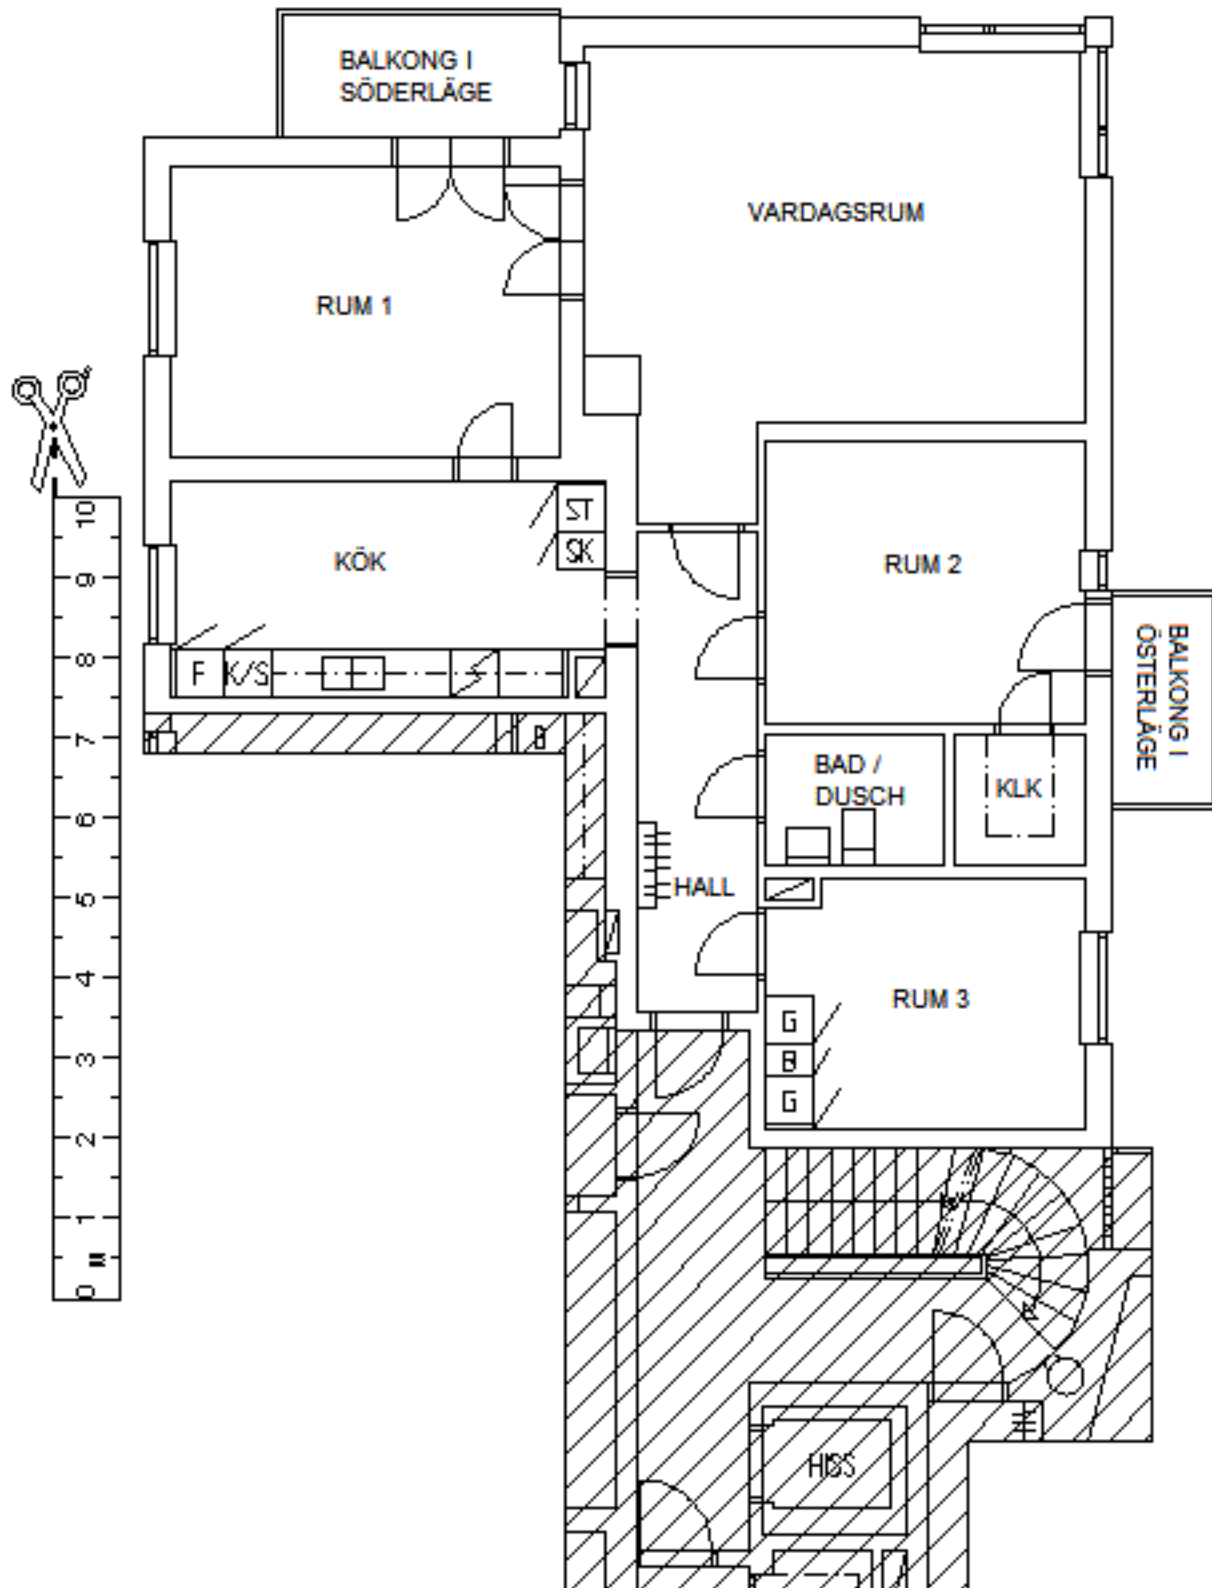 BALKONG I
SÖDERLÄGE
VARDAGSRUM
RUM 1
10
9
8
7
6
5
4
3
2
1
0
M
ST
SK
KÖK
F
K/S
RUM 2
BALKONG I
ÖSTERLÄGE
B
BAD /
DUSCH
KLK
HALL
RUM 3
G
B
G
HISS